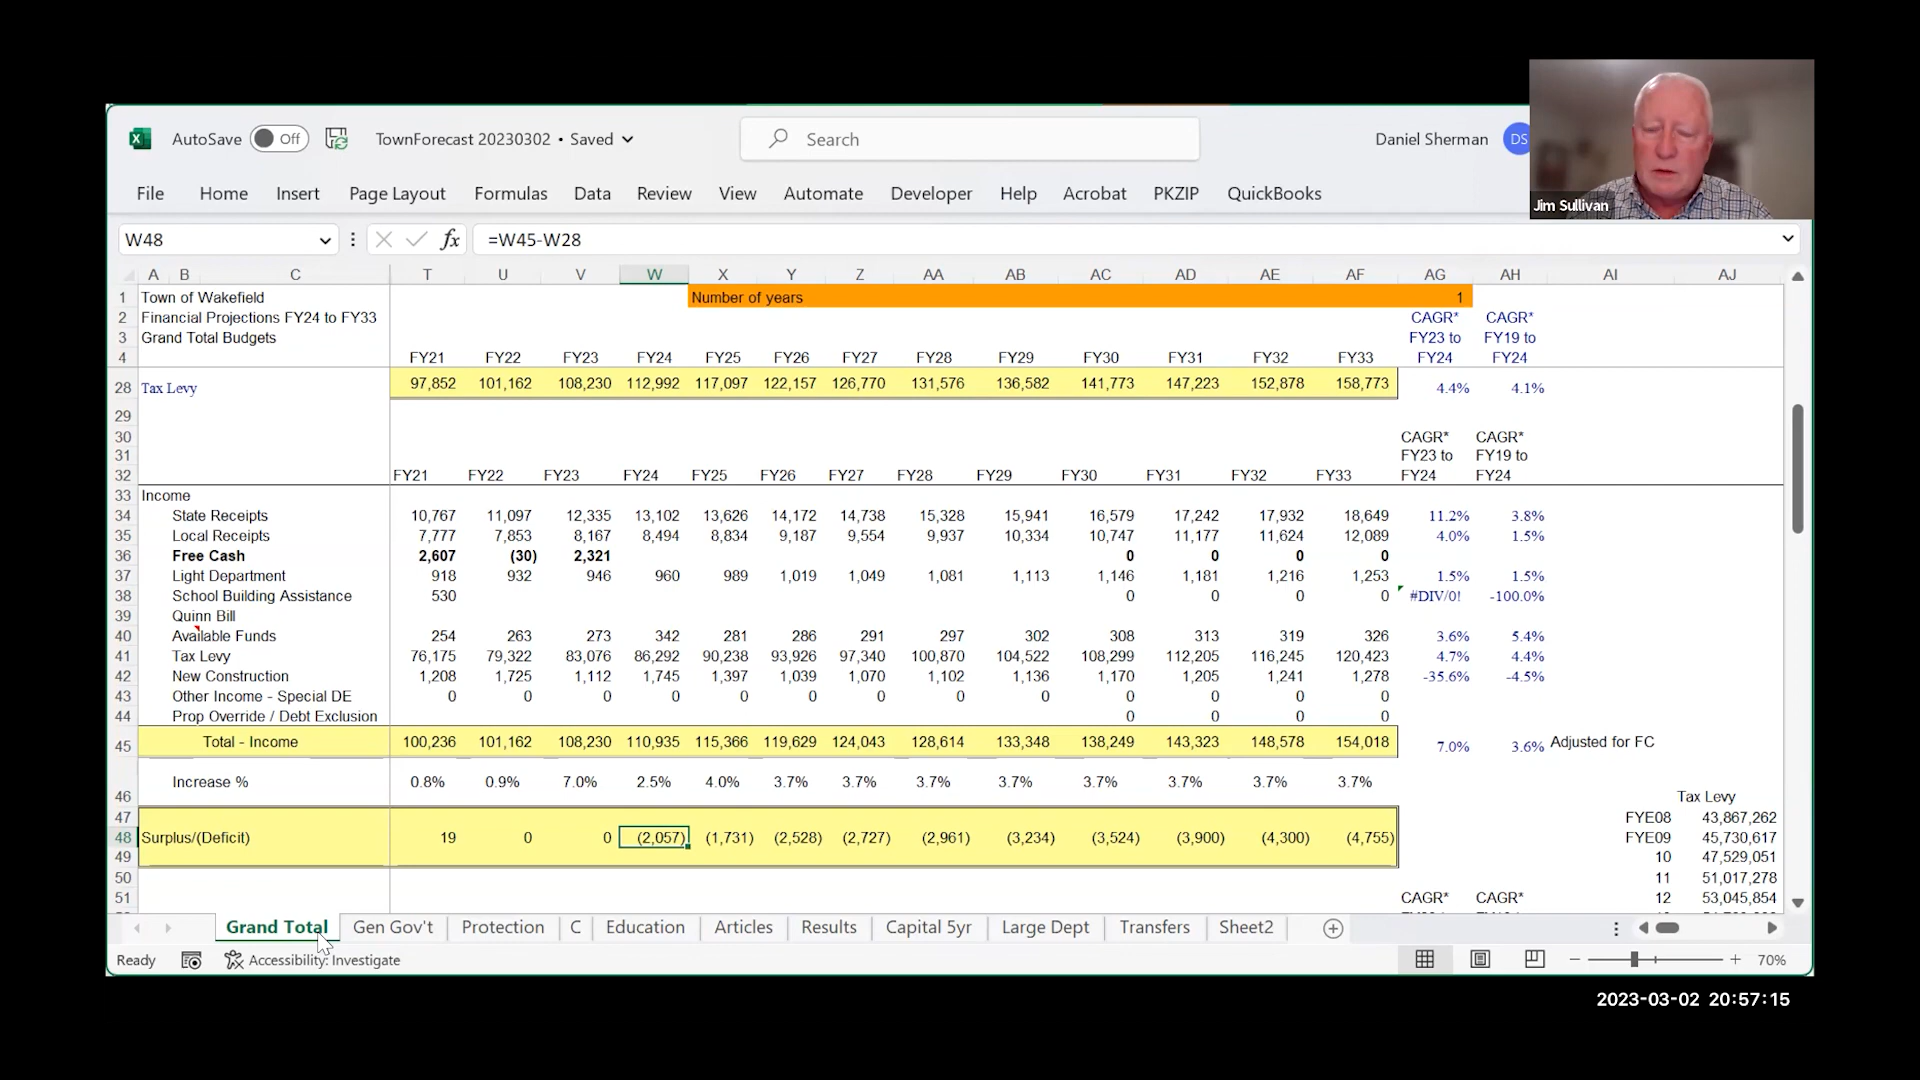 AutoSave Off TownForecast 20230302 • Saved Search Daniel Sherman DS
File Home Insert Page Layout Formulas Data Review View Automate Developer Help Acrobat PKZIP QuickBooks
Jim Sullivan
W48 fx =W45-W28
A B C T U V W X Y Z AA AB AC AD AE AF AG AH AI AJ
1 Town of Wakefield Number of years 1
2 Financial Projections FY24 to FY33 CAGR* CAGR*
3 Grand Total Budgets FY23 to FY19 to
4 FY21 FY22 FY23 FY24 FY25 FY26 FY27 FY28 FY29 FY30 FY31 FY32 FY33 FY24 FY24
28 Tax Levy 97,852 101,162 108,230 112,992 117,097 122,157 126,770 131,576 136,582 141,773 147,223 152,878 158,773 4.4% 4.1%
29
30 CAGR* CAGR*
31 FY23 to FY19 to
32 FY21 FY22 FY23 FY24 FY25 FY26 FY27 FY28 FY29 FY30 FY31 FY32 FY33 FY24 FY24
33 Income
34 State Receipts 10,767 11,097 12,335 13,102 13,626 14,172 14,738 15,328 15,941 16,579 17,242 17,932 18,649 11.2% 3.8%
35 Local Receipts 7,777 7,853 8,167 8,494 8,834 9,187 9,554 9,937 10,334 10,747 11,177 11,624 12,089 4.0% 1.5%
36 Free Cash 2,607 (30) 2,321 0 0 0 0
37 Light Department 918 932 946 960 989 1,019 1,049 1,081 1,113 1,146 1,181 1,216 1,253 1.5% 1.5%
38 School Building Assistance 530 0 0 0 0 #DIV/0! -100.0%
39 Quinn Bill
40 Available Funds 254 263 273 342 281 286 291 297 302 308 313 319 326 3.6% 5.4%
41 Tax Levy 76,175 79,322 83,076 86,292 90,238 93,926 97,340 100,870 104,522 108,299 112,205 116,245 120,423 4.7% 4.4%
42 New Construction 1,208 1,725 1,112 1,745 1,397 1,039 1,070 1,102 1,136 1,170 1,205 1,241 1,278 -35.6% -4.5%
43 Other Income - Special DE 0 0 0 0 0 0 0 0 0 0 0 0 0
44 Prop Override / Debt Exclusion 0 0 0 0
45 Total - Income 100,236 101,162 108,230 110,935 115,366 119,629 124,043 128,614 133,348 138,249 143,323 148,578 154,018 7.0% 3.6% Adjusted for FC
Increase % 0.8% 0.9% 7.0% 2.5% 4.0% 3.7% 3.7% 3.7% 3.7% 3.7% 3.7% 3.7% 3.7%
46 Tax Levy
47 FYE08 43,867,262
48 Surplus/(Deficit) 19 0 0 (2,057) (1,731) (2,528) (2,727) (2,961) (3,234) (3,524) (3,900) (4,300) (4,755) FYE09 45,730,617
49 10 47,529,051
50 11 51,017,278
51 CAGR* CAGR* 12 53,045,854
Grand Total Gen Gov't Protection C Education Articles Results Capital 5yr Large Dept Transfers Sheet2
Ready Accessibility: Investigate 70%
2023-03-02 20:57:15